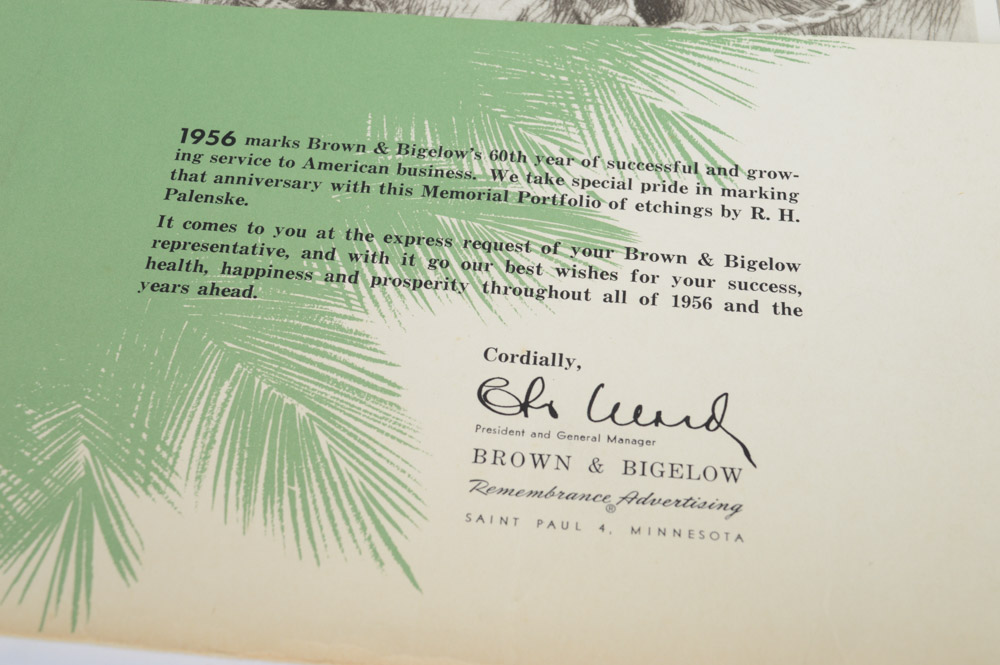 1956 marks Brown & Bigelow's 60th year of successful and grow-
ing service to American business. We take special pride in marking
that anniversary with this Memorial Portfolio of etchings by R. H.
Palenske.
It comes to you at the express request of your Brown & Bigelow
representative, and with it go our best wishes for your success,
health, happiness and prosperity throughout all of 1956 and the
years ahead.
Cordially,
Ward
President and General Manager
BROWN & BIGELOW
Remembrance Advertising
®
SAINT PAUL 4, MINNESOTA